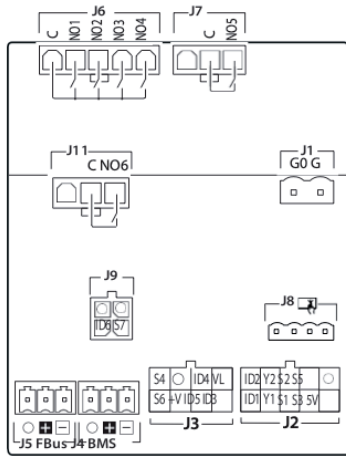 J6
J7
C NO1 NO2 NO3 NO4
NO5
J11
C NO6
J1
G0 G
J9
ID6 S7
J8
S4 ID4 VL
S6 +V ID5 ID3
J3
ID2 Y2 S2 S5
ID1 Y1 S1 S3 5V
J2
+ − + −
J5 FBus J4 BMS